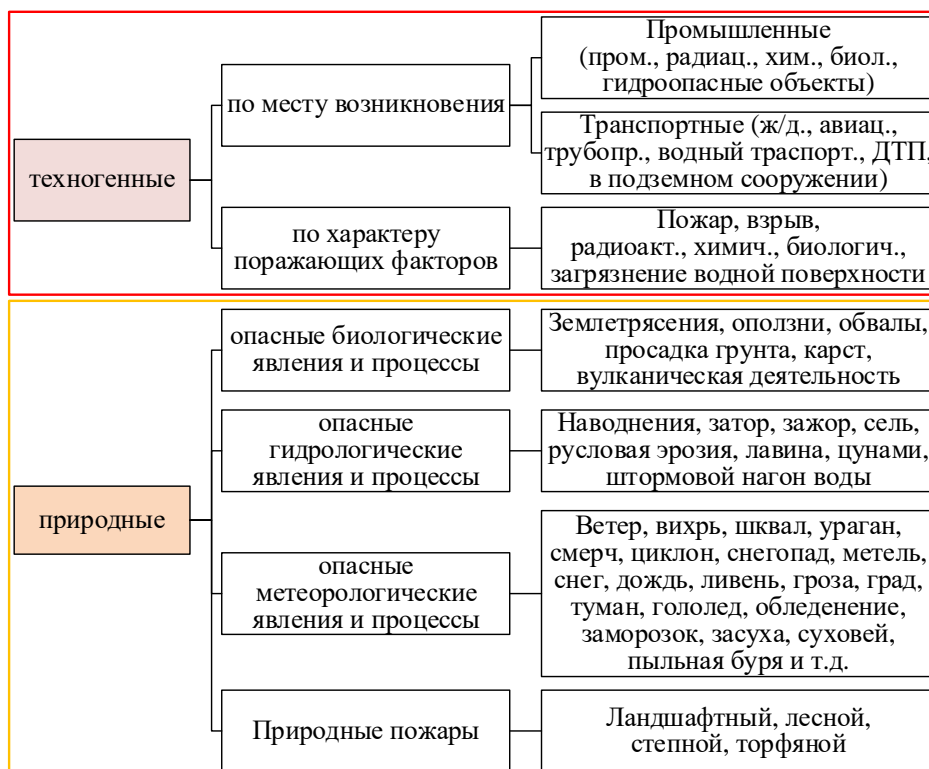 техногенные
по месту возникновения
Промышленные
(пром., радиац., хим., биол.,
гидроопасные объекты)
Транспортные (ж/д., авиац.,
трубопр., водный траспорт., ДТП,
в подземном сооружении)
по характеру
поражающих факторов
Пожар, взрыв,
радиоакт., химич., биологич.,
загрязнение водной поверхности
природные
опасные биологические
явления и процессы
Землетрясения, оползни, обвалы,
просадка грунта, карст,
вулканическая деятельность
опасные
гидрологические
явления и процессы
Наводнения, затор, зажор, сель,
русловая эрозия, лавина, цунами,
штормовой нагон воды
опасные
метеорологические
явления и процессы
Ветер, вихрь, шквал, ураган,
смерч, циклон, снегопад, метель,
снег, дождь, ливень, гроза, град,
туман, гололед, обледенение,
заморозок, засуха, суховей,
пыльная буря и т.д.
Природные пожары
Ландшафтный, лесной,
степной, торфяной